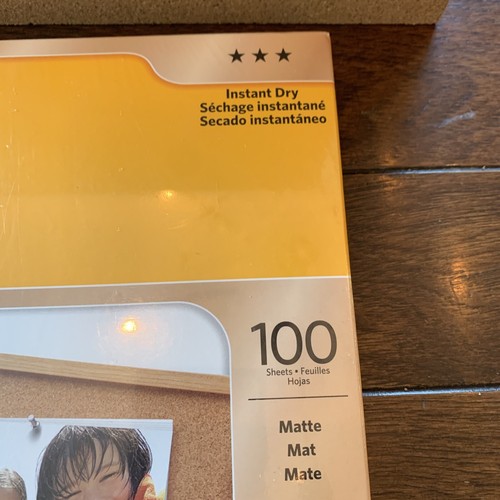 ★★★
Instant Dry
Séchage instantané
Secado instantáneo
100
Sheets • Feuilles
Hojas
Matte
Mat
Mate